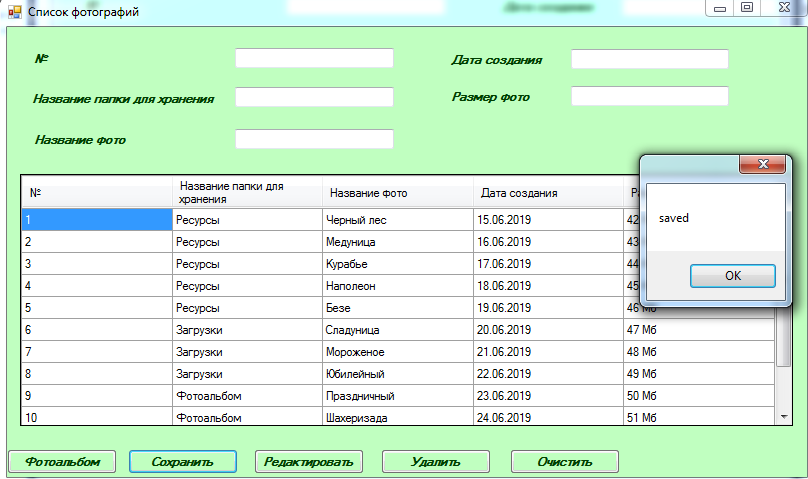 Список фотографий
№
Дата создания
Название папки для хранения
Размер фото
Название фото
№ Название папки для хранения Название фото Дата создания
1 Ресурсы Черный лес 15.06.2019 42
2 Ресурсы Медуница 16.06.2019 43
3 Ресурсы Курабье 17.06.2019 44
4 Ресурсы Наполеон 18.06.2019 45
5 Ресурсы Безе 19.06.2019 46 Мб
6 Загрузки Сладуница 20.06.2019 47 Мб
7 Загрузки Мороженое 21.06.2019 48 Мб
8 Загрузки Юбилейный 22.06.2019 49 Мб
9 Фотоальбом Праздничный 23.06.2019 50 Мб
10 Фотоальбом Шахеризада 24.06.2019 51 Мб
saved
OK
Фотоальбом Сохранить Редактировать Удалить Очистить